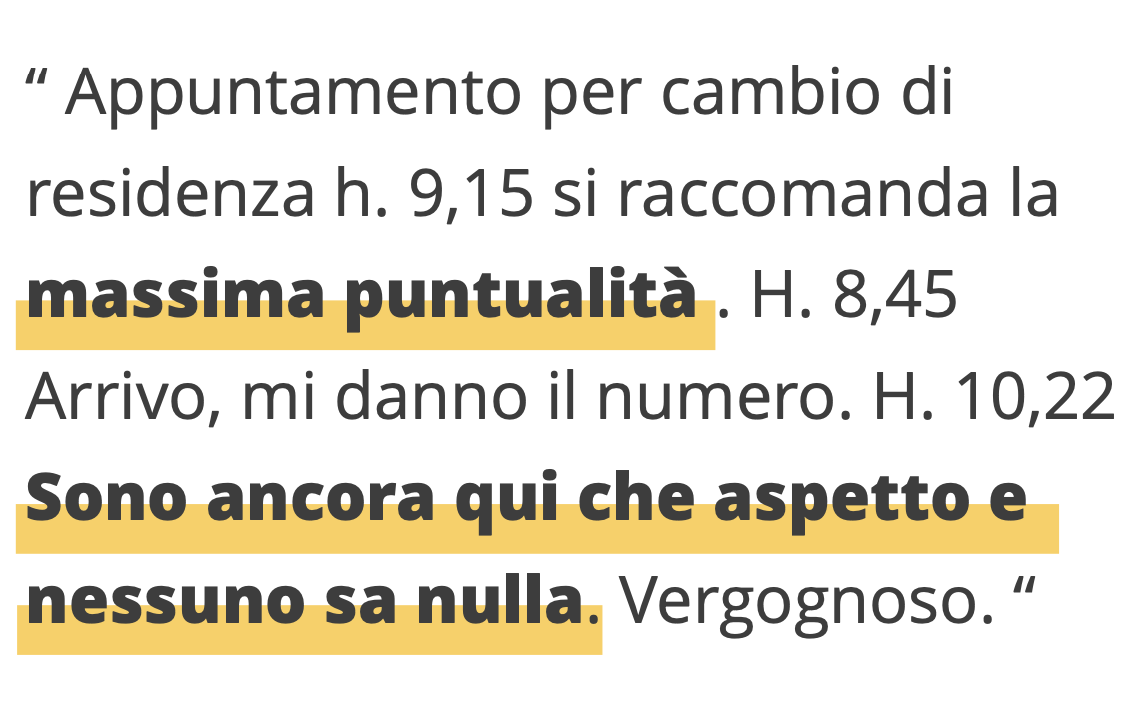 “ Appuntamento per cambio di
residenza h. 9,15 si raccomanda la
massima puntualità . H. 8,45
Arrivo, mi danno il numero. H. 10,22
Sono ancora qui che aspetto e
nessuno sa nulla. Vergognoso. “